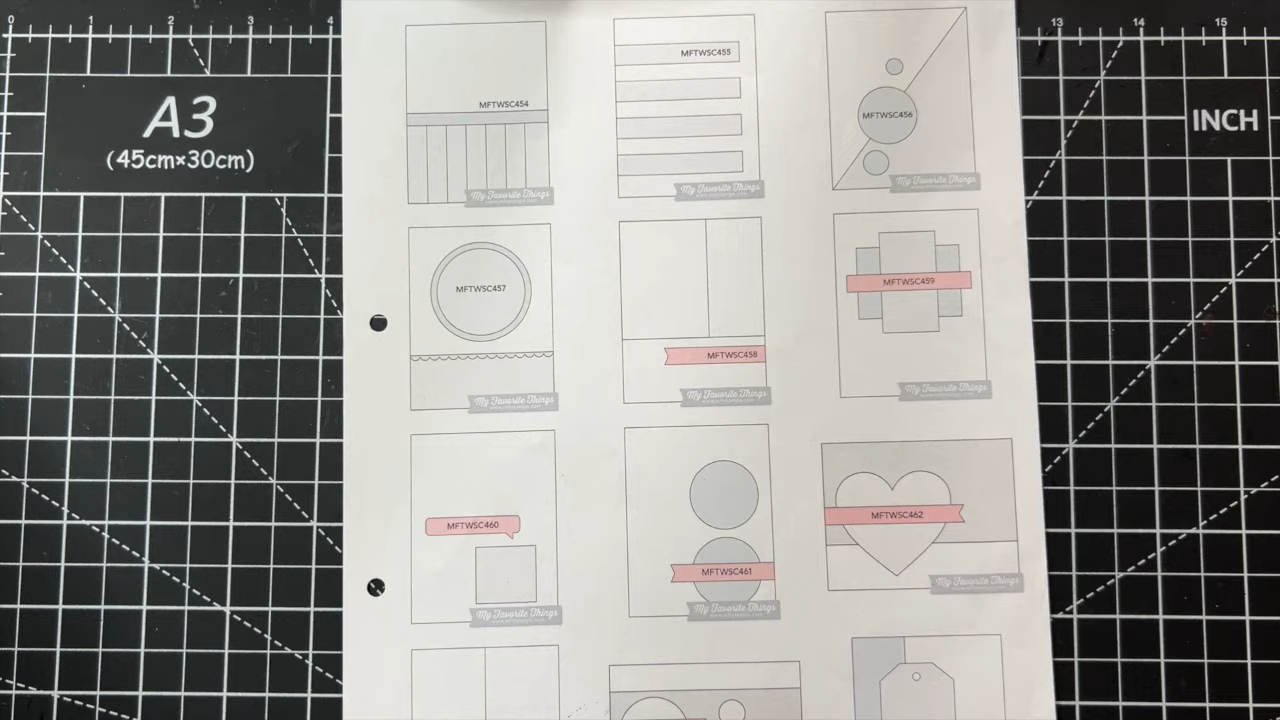 0 1 2 3 4 13 14 15
A3
(45cm×30cm)
INCH
MFTWSC454
My Favorite Things
MFTWSC455
My Favorite Things
MFTWSC456
My Favorite Things
MFTWSC457
My Favorite Things
MFTWSC458
My Favorite Things
MFTWSC459
My Favorite Things
MFTWSC460
My Favorite Things
MFTWSC461
My Favorite Things
MFTWSC462
My Favorite Things